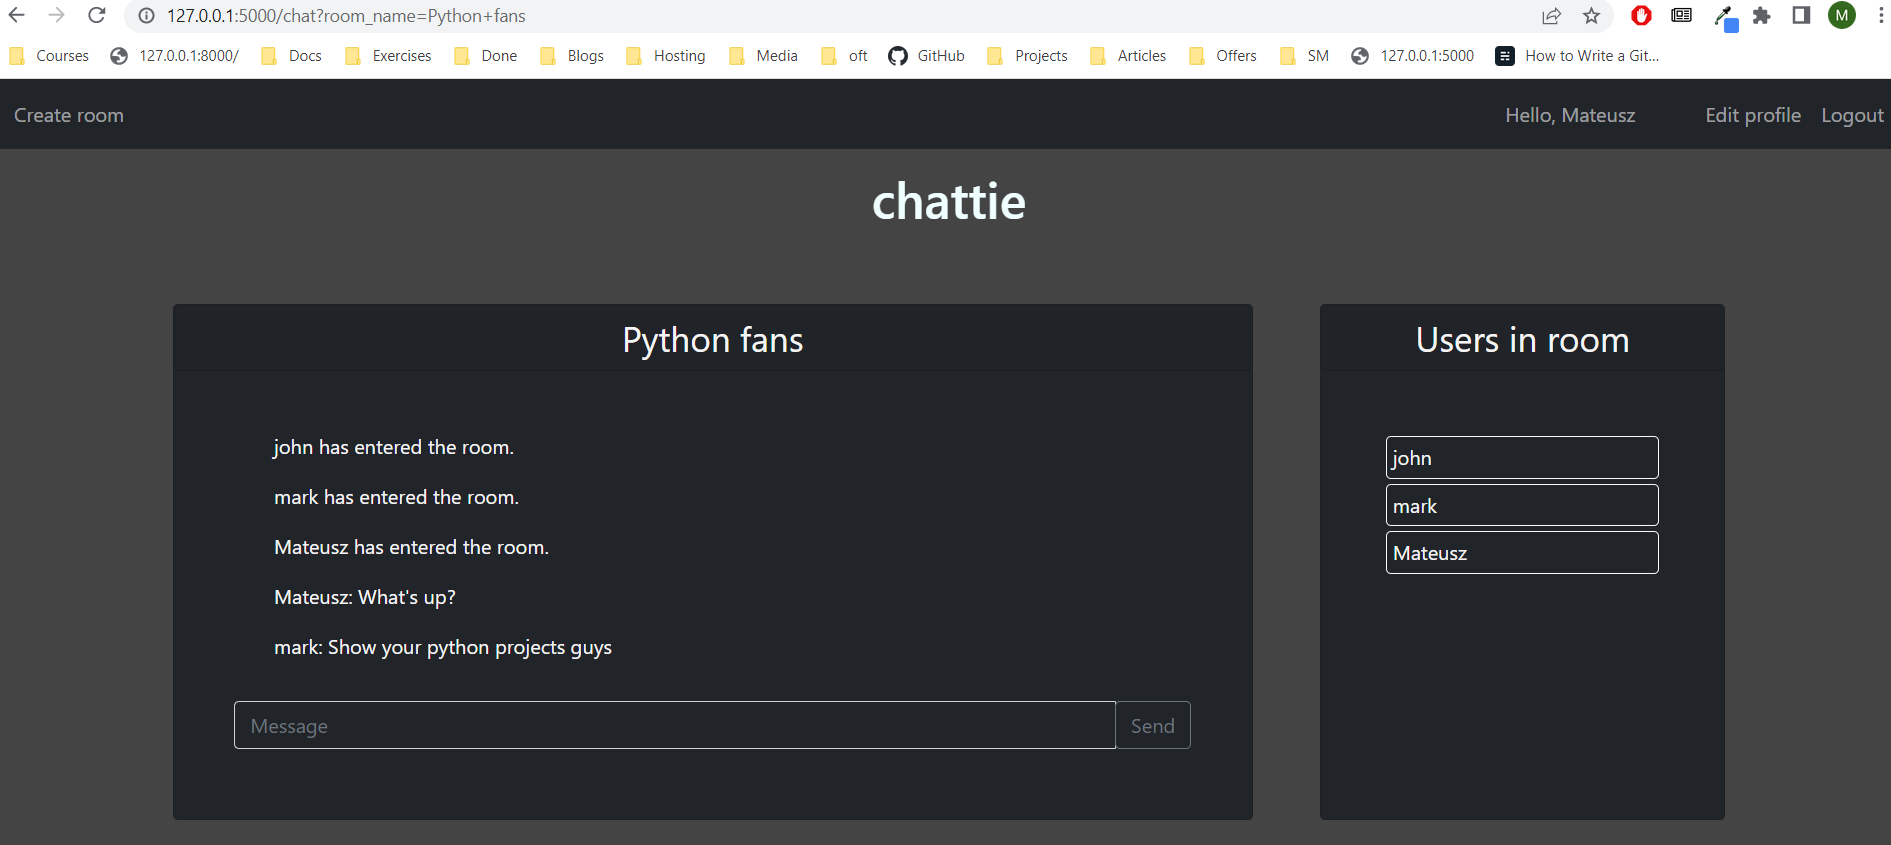 127.0.0.1:5000/chat?room_name=Python+fans
M
Courses 127.0.0.1:8000/ Docs Exercises Done Blogs Hosting Media oft GitHub Projects Articles Offers SM 127.0.0.1:5000 How to Write a Git...
Create room Hello, Mateusz Edit profile Logout
chattie
Python fans
john has entered the room.
mark has entered the room.
Mateusz has entered the room.
Mateusz: What's up?
mark: Show your python projects guys
Message Send
Users in room
john
mark
Mateusz